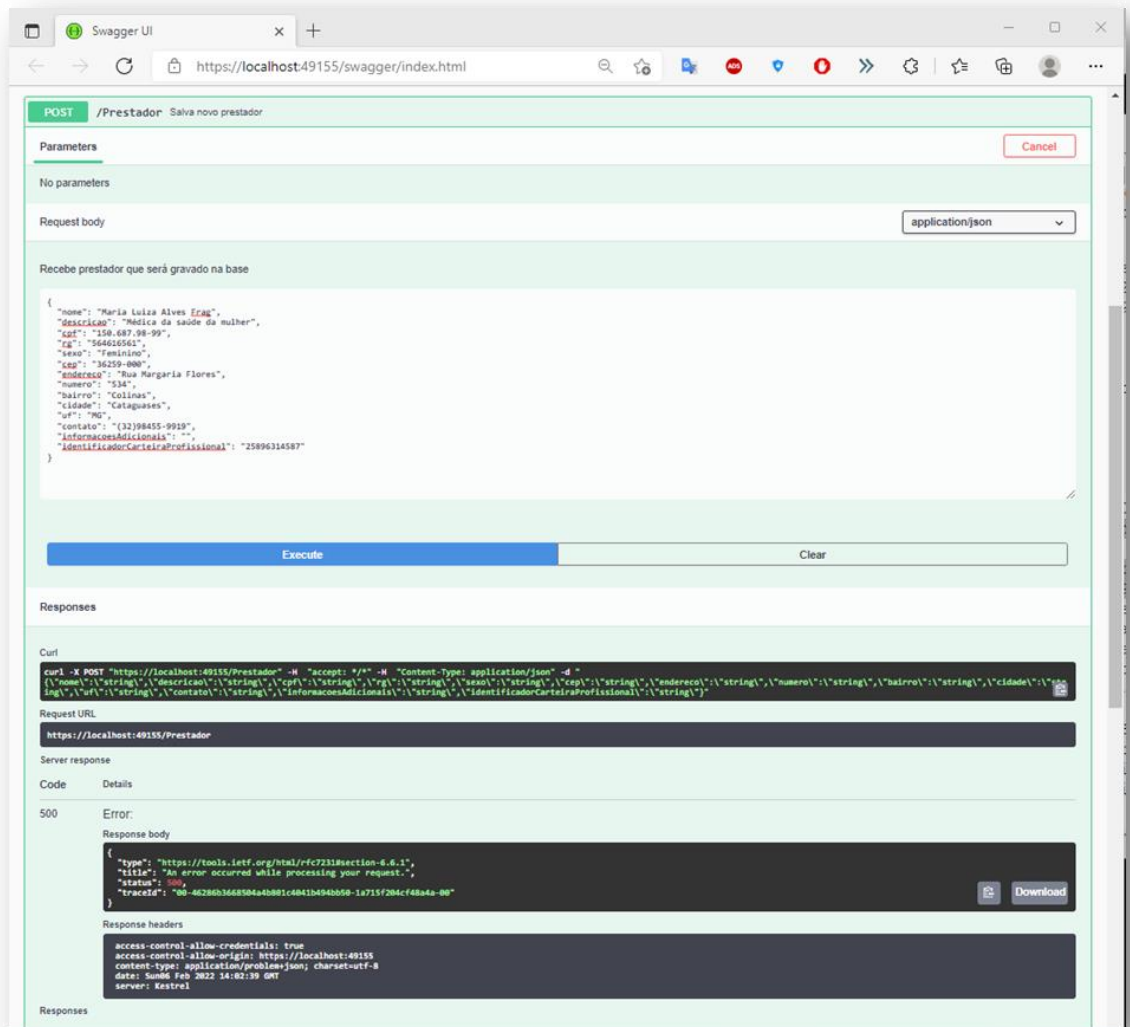 Swagger UI
https://localhost:49155/swagger/index.html
ADS
POST /Prestador Salva novo prestador
Parameters
Cancel
No parameters
Request body
application/json
Recebe prestador que será gravado na base
{
"nome": "Maria Luiza Alves Frag",
"descricao": "Médica da saúde da mulher",
"cpf": "150.687.98-99",
"rg": "564616561",
"sexo": "Feminino",
"cep": "36259-000",
"endereco": "Rua Margaria Flores",
"numero": "534",
"bairro": "Colinas",
"cidade": "Cataguases",
"uf": "MG",
"contato": "(32)98455-9919",
"informacoesAdicionais": "",
"identificadorCarteiraProfissional": "25896314587"
}
Execute
Clear
Responses
Curl
curl -X POST "https://localhost:49155/Prestador" -H "accept: */*" -H "Content-Type: application/json" -d "
{\"nome\":\"string\",\"descricao\":\"string\",\"cpf\":\"string\",\"rg\":\"string\",\"sexo\":\"string\",\"cep\":\"string\",\"endereco\":\"string\",\"numero\":\"string\",\"bairro\":\"string\",\"cidade\":\"str
ing\",\"uf\":\"string\",\"contato\":\"string\",\"informacoesAdicionais\":\"string\",\"identificadorCarteiraProfissional\":\"string\"}"
Request URL
https://localhost:49155/Prestador
Server response
Code Details
500 Error:
Response body
{
"type": "https://tools.ietf.org/html/rfc7231#section-6.6.1",
"title": "An error occurred while processing your request.",
"status": 500,
"traceId": "00-46286b3668504a4b801c4041b494bb50-1a715f204cf48a4a-00"
}
Download
Response headers
access-control-allow-credentials: true
access-control-allow-origin: https://localhost:49155
content-type: application/problem+json; charset=utf-8
date: Sun06 Feb 2022 14:02:39 GMT
server: Kestrel
Responses